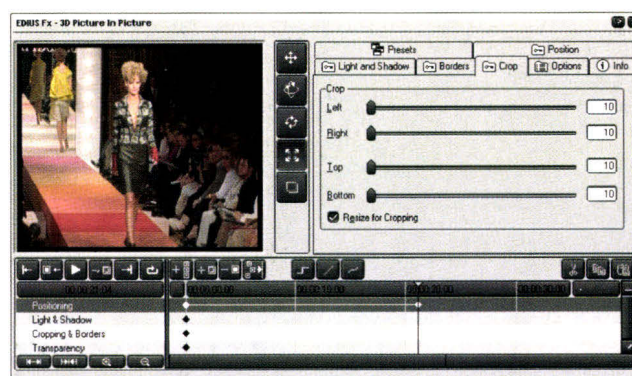 EDIUS Fx - 3D Picture In Picture
Presets
Position
Light and Shadow
Borders
Crop
Options
Info
Crop
Left
10
Right
10
Top
10
Bottom
10
Resize for Cropping
00:00:21;04
00:00:00;00
00:00:10;00
00:00:20;00
00:00:30;00
Positioning
Light & Shadow
Cropping & Borders
Transparency